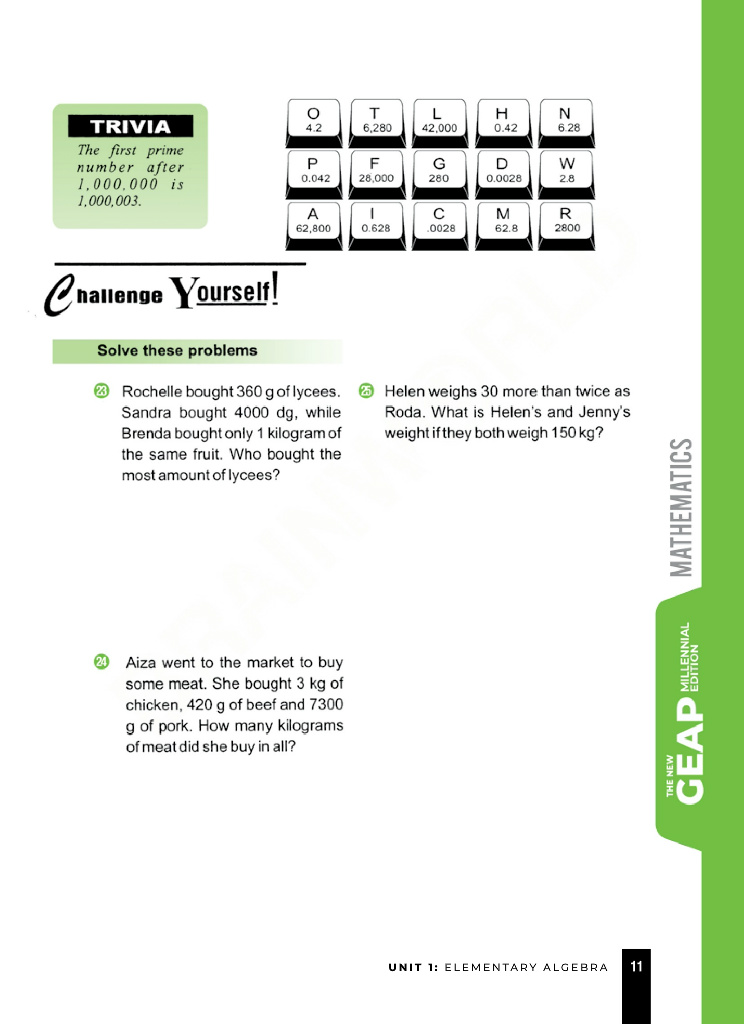 TRIVIA
The first prime
number after
1,000,000 is
1,000,003.
O T L H N
4.2 6,280 42,000 0.42 6.28
P F G D W
0.042 28,000 280 0.0028 2.8
A I C M R
62,800 0.628 .0028 62.8 2800
Challenge Yourself!
Solve these problems
23 Rochelle bought 360 g of lycees.
Sandra bought 4000 dg, while
Brenda bought only 1 kilogram of
the same fruit. Who bought the
most amount of lycees?
24 Aiza went to the market to buy
some meat. She bought 3 kg of
chicken, 420 g of beef and 7300
g of pork. How many kilograms
of meat did she buy in all?
25 Helen weighs 30 more than twice as
Roda. What is Helen's and Jenny's
weight if they both weigh 150 kg?
MATHEMATICS
THE NEW
GEAP
MILLENNIAL
EDITION
UNIT 1: ELEMENTARY ALGEBRA 11